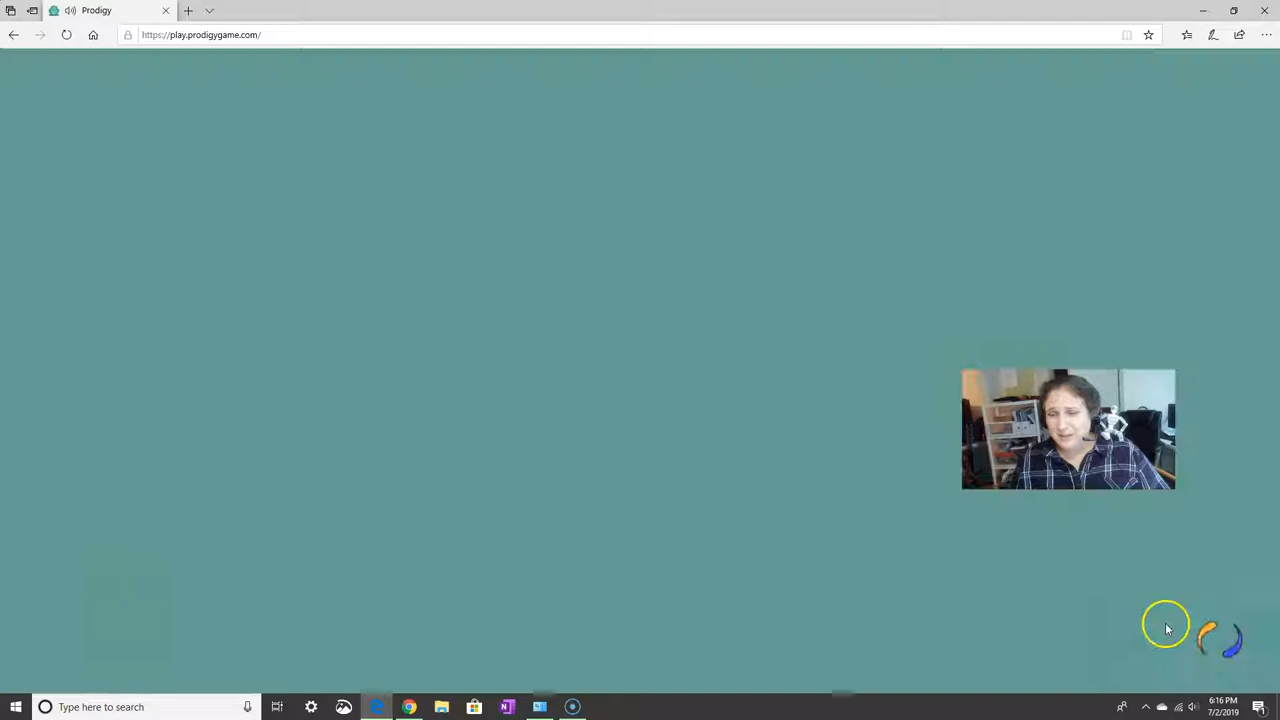 Prodigy
https://play.prodigygame.com/
Type here to search
6:16 PM
7/2/2019